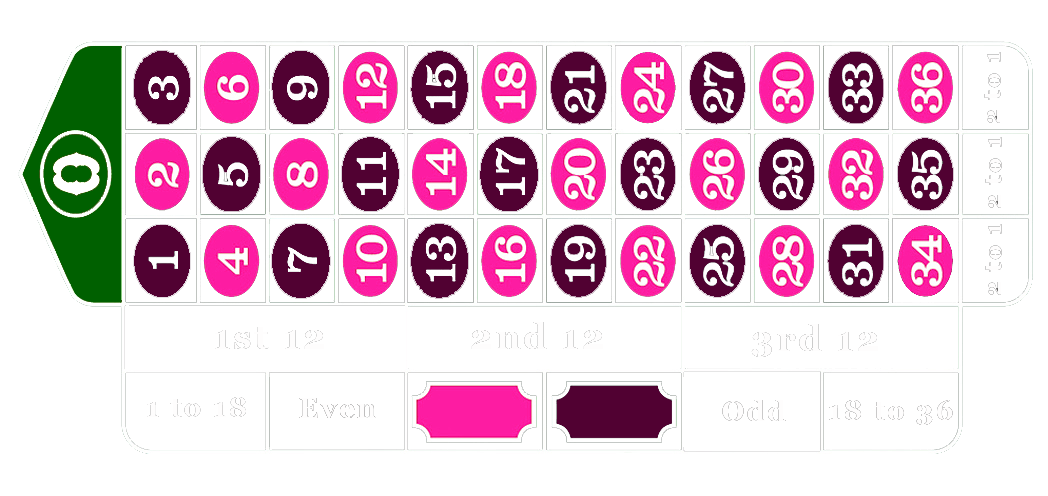 3 6 9 12 15 18 21 24 27 30 33 36 2 to 1
0 2 5 8 11 14 17 20 23 26 29 32 35 2 to 1
1 4 7 10 13 16 19 22 25 28 31 34 2 to 1
1st 12 2nd 12 3rd 12
1 to 18 Even Odd 18 to 36